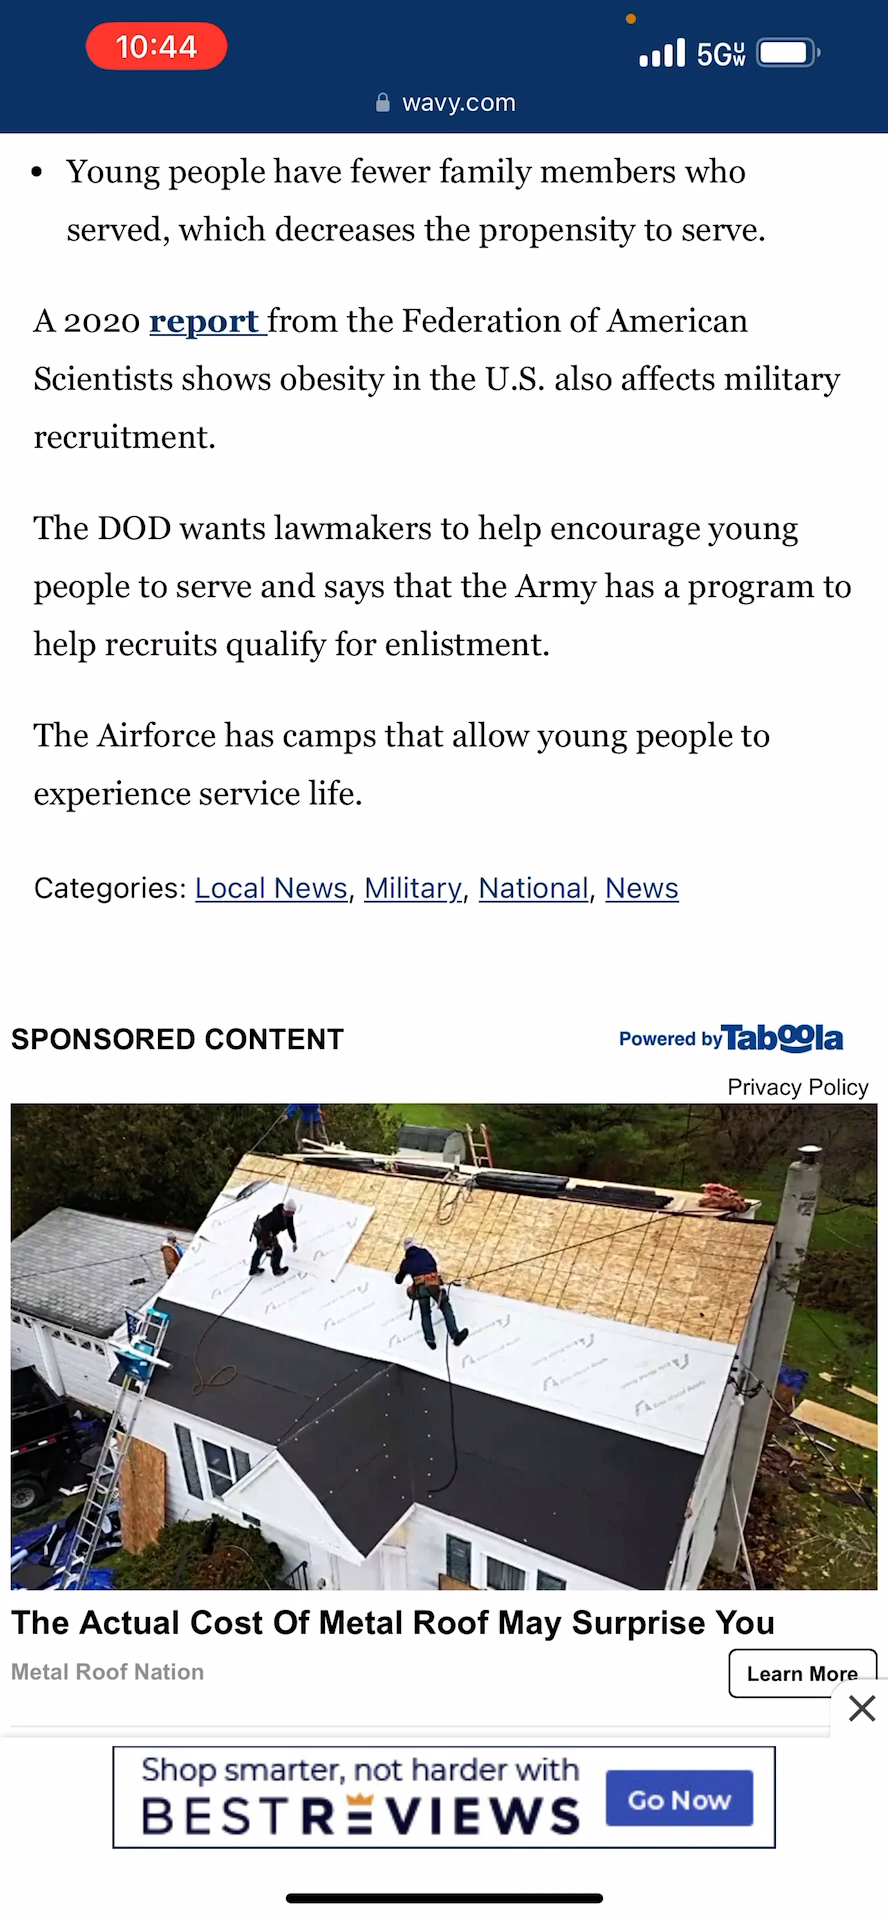 10:44
5G UW
wavy.com
• Young people have fewer family members who
served, which decreases the propensity to serve.
A 2020 report from the Federation of American
Scientists shows obesity in the U.S. also affects military
recruitment.
The DOD wants lawmakers to help encourage young
people to serve and says that the Army has a program to
help recruits qualify for enlistment.
The Airforce has camps that allow young people to
experience service life.
Categories: Local News, Military, National, News
SPONSORED CONTENT
Powered by Taboola
Privacy Policy
The Actual Cost Of Metal Roof May Surprise You
Metal Roof Nation
Learn More
Shop smarter, not harder with
BESTREVIEWS
Go Now